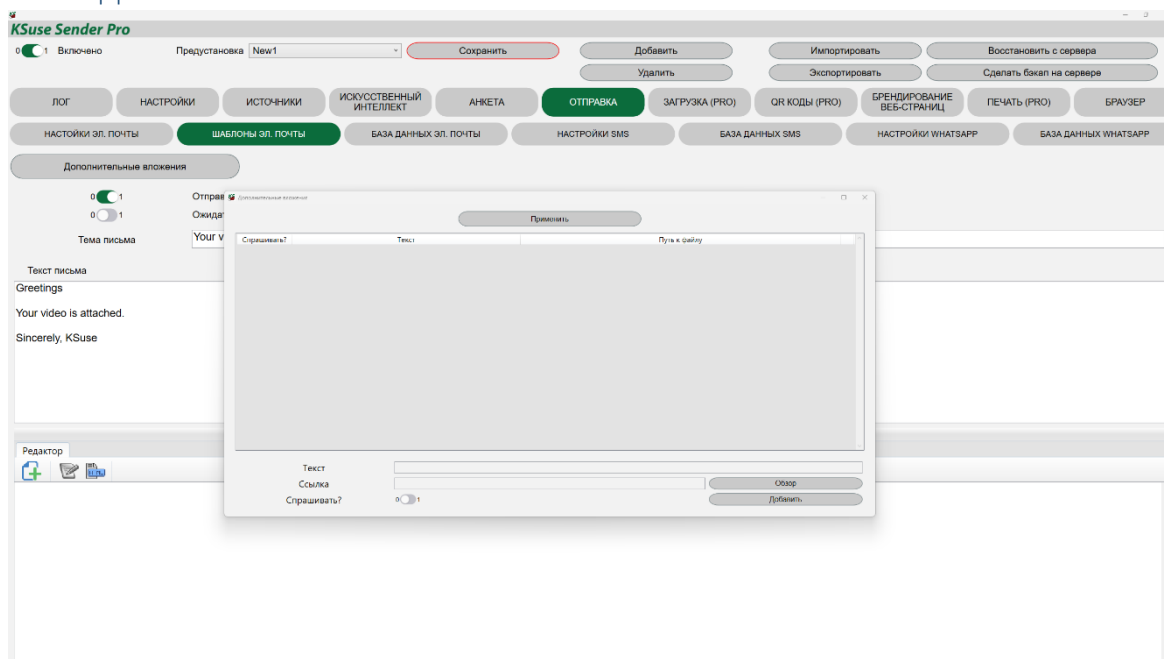 KSuse Sender Pro
0 1 Включено Предустановка New1 Сохранить Добавить Импортировать Восстановить с сервера
Удалить Экспортировать Сделать бэкап на сервере
ЛОГ НАСТРОЙКИ ИСТОЧНИКИ ИСКУССТВЕННЫЙ ИНТЕЛЛЕКТ АНКЕТА ОТПРАВКА ЗАГРУЗКА (PRO) QR КОДЫ (PRO) БРЕНДИРОВАНИЕ ВЕБ-СТРАНИЦ ПЕЧАТЬ (PRO) БРАУЗЕР
НАСТОЙКИ ЭЛ. ПОЧТЫ ШАБЛОНЫ ЭЛ. ПОЧТЫ БАЗА ДАННЫХ ЭЛ. ПОЧТЫ НАСТРОЙКИ SMS БАЗА ДАННЫХ SMS НАСТРОЙКИ WHATSAPP БАЗА ДАННЫХ WHATSAPP
Дополнительные вложения
0 1 Отправ
0 1 Ожидат
Тема письма Your v
Текст письма
Greetings
Your video is attached.
Sincerely, KSuse
Редактор
Дополнительные вложения
Применить
Спрашивать? Текст Путь к файлу
Текст
Ссылка Обзор
Спрашивать? 0 1 Добавить